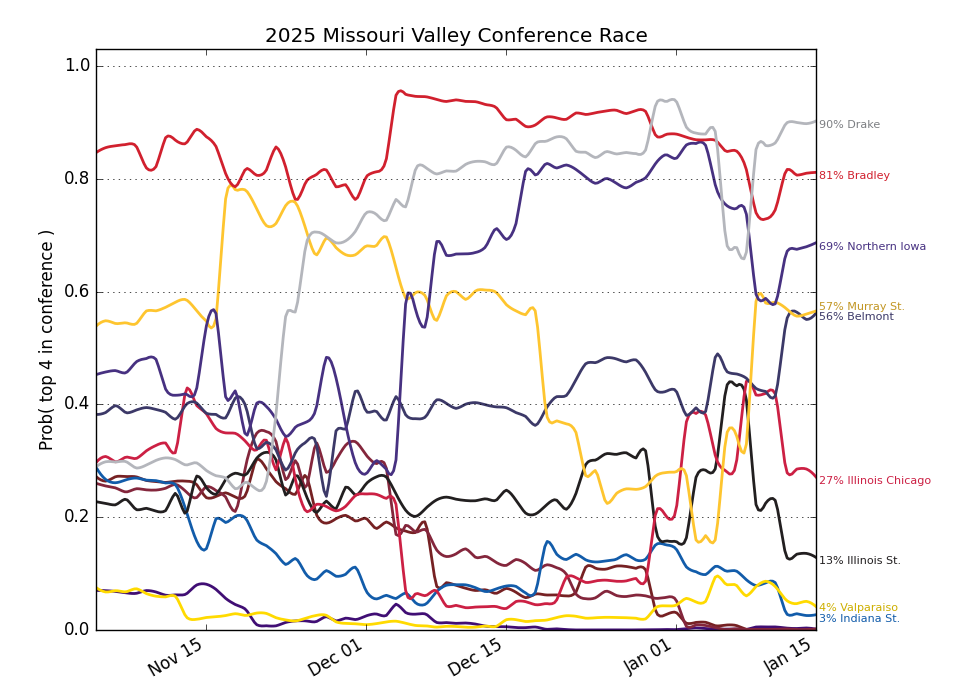 2025 Missouri Valley Conference Race
Prob( top 4 in conference )
1.0
0.8
0.6
0.4
0.2
0.0
90% Drake
81% Bradley
69% Northern Iowa
57% Murray St.
56% Belmont
27% Illinois Chicago
13% Illinois St.
4% Valparaiso
3% Indiana St.
Nov 15
Dec 01
Dec 15
Jan 01
Jan 15